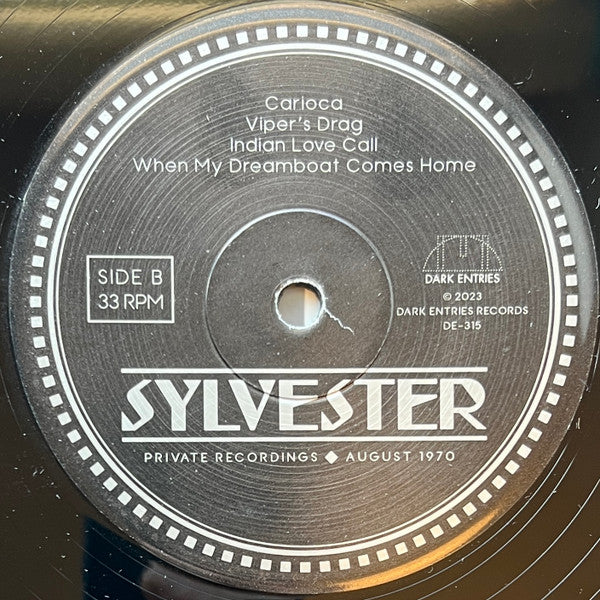 Carioca
Viper's Drag
Indian Love Call
When My Dreamboat Comes Home
SIDE B
33 RPM
DARK ENTRIES
© 2023
DARK ENTRIES RECORDS
DE-315
SYLVESTER
PRIVATE RECORDINGS ◆ AUGUST 1970